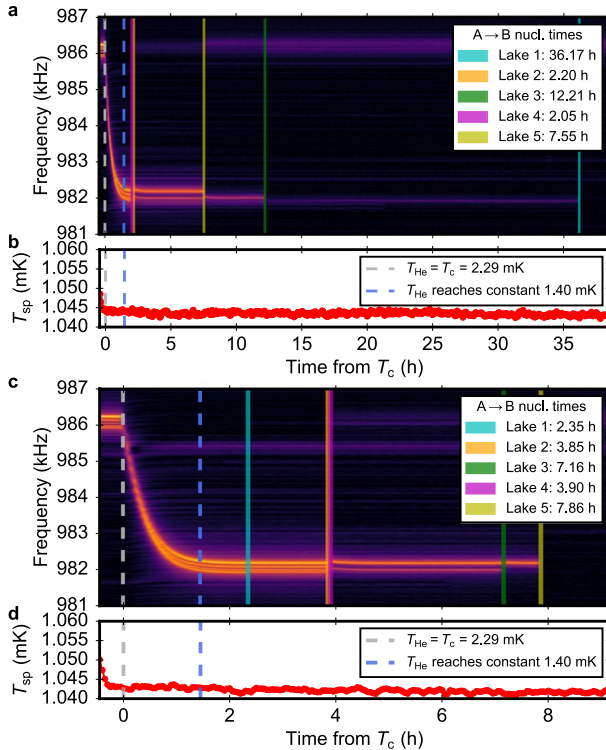 a
987
986
985
984
983
982
981
Frequency (kHz)
A→B nucl. times
Lake 1: 36.17 h
Lake 2: 2.20 h
Lake 3: 12.21 h
Lake 4: 2.05 h
Lake 5: 7.55 h
b
1.060
1.055
1.050
1.045
1.040
Tsp (mK)
THe = Tc = 2.29 mK
THe reaches constant 1.40 mK
0 5 10 15 20 25 30 35
Time from Tc (h)
c
987
986
985
984
983
982
981
Frequency (kHz)
A→B nucl. times
Lake 1: 2.35 h
Lake 2: 3.85 h
Lake 3: 7.16 h
Lake 4: 3.90 h
Lake 5: 7.86 h
d
1.060
1.055
1.050
1.045
1.040
Tsp (mK)
THe = Tc = 2.29 mK
THe reaches constant 1.40 mK
0 2 4 6 8
Time from Tc (h)